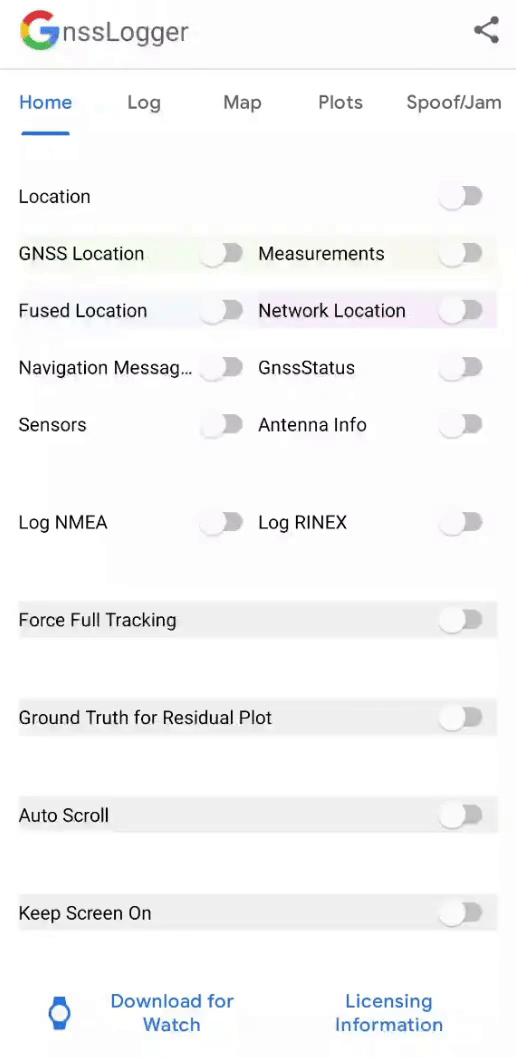 GnssLogger
Home Log Map Plots Spoof/Jam
Location
GNSS Location Measurements
Fused Location Network Location
Navigation Messag... GnssStatus
Sensors Antenna Info
Log NMEA Log RINEX
Force Full Tracking
Ground Truth for Residual Plot
Auto Scroll
Keep Screen On
Download for Watch
Licensing Information